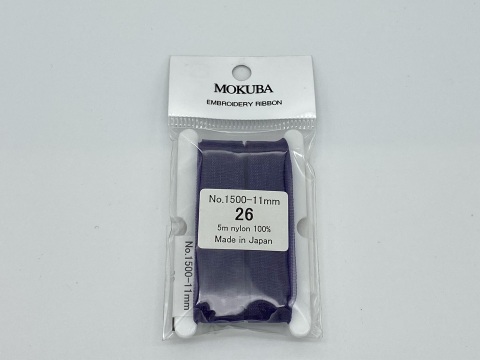 MOKUBA
EMBROIDERY RIBBON
No.1500-11mm
26
5m nylon 100%
Made in Japan
No.1500-11mm